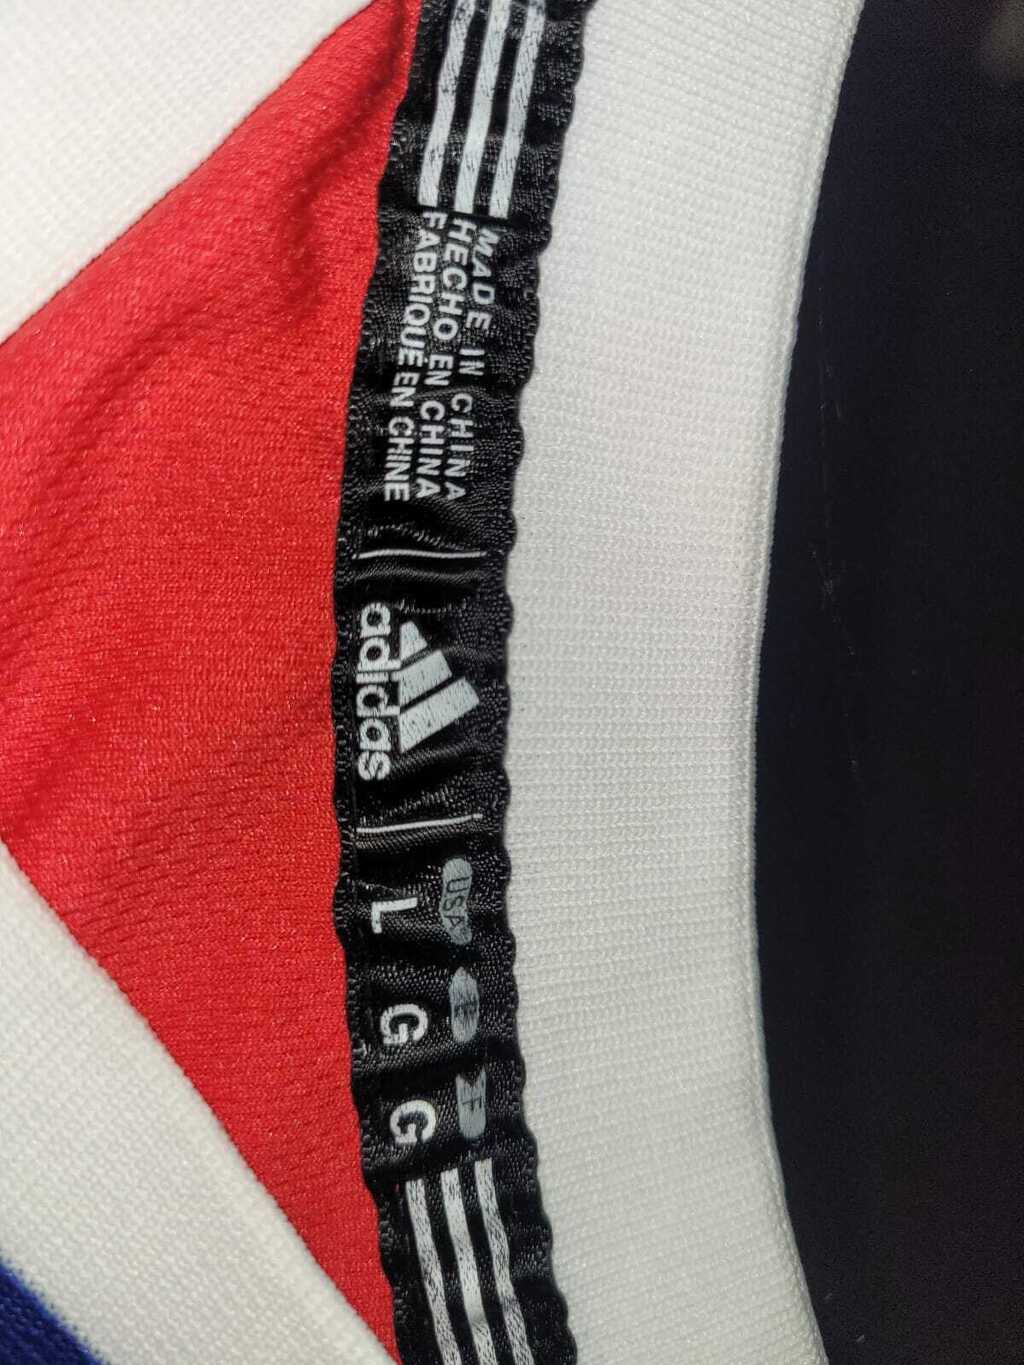 MADE IN CHINA
HECHO EN CHINA
FABRIQUÉ EN CHINE
adidas
USA E F
L G G